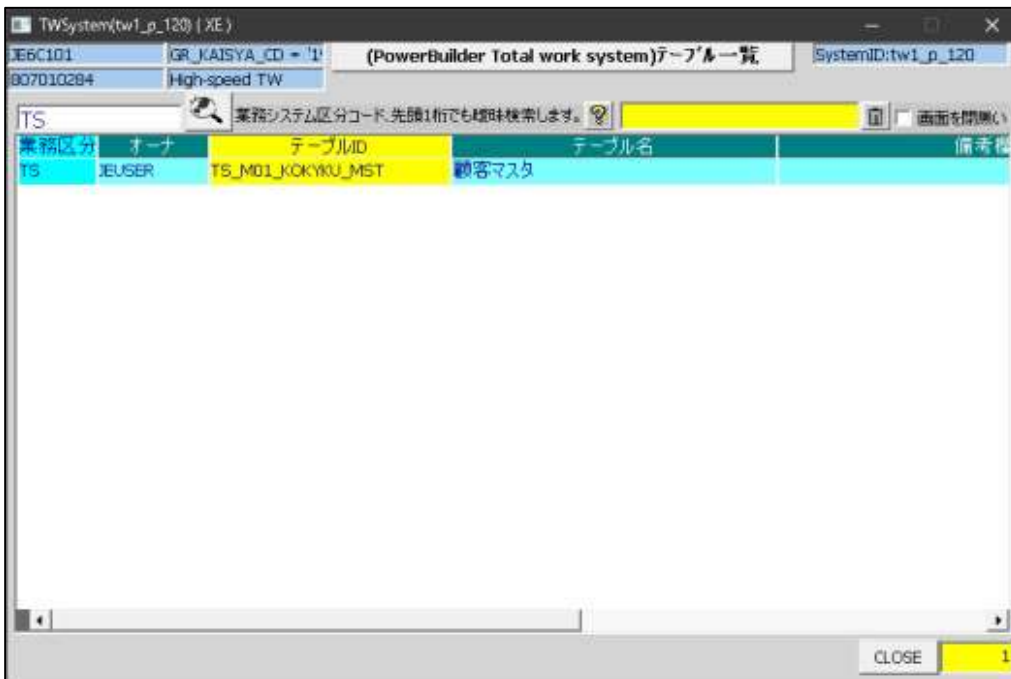 TWSystem(tw1_p_120) ( XE )
JE6C101 GR_KAISYA_CD = '1 (PowerBuilder Total work system)ﾃｰﾌﾞﾙ一覧 SystemID:tw1_p_120
807010284 High-speed TW
TS 業務システム区分コード、先頭1桁でも曖昧検索します。 画面を閉無い
業務区分 オーナ テーブルID テーブル名 備考欄
TS JEUSER TS_M01_KOKYKU_MST 顧客マスタ
CLOSE 1